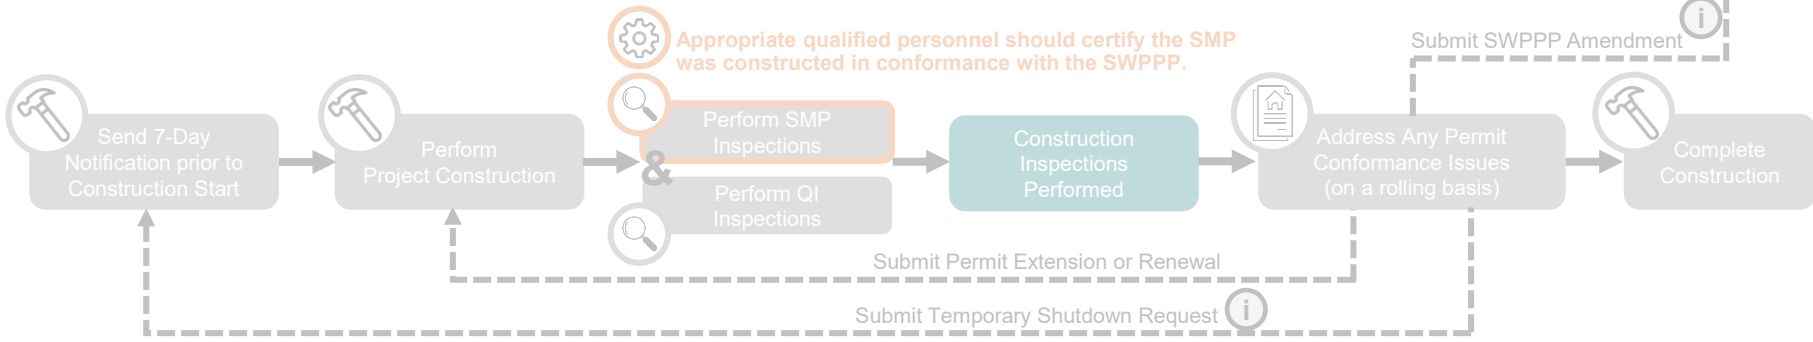 Appropriate qualified personnel should certify the SMP
was constructed in conformance with the SWPPP.
Submit SWPPP Amendment
i
Send 7-Day
Notification prior to
Construction Start
Perform
Project Construction
Perform SMP
Inspections
&
Perform QI
Inspections
Construction
Inspections
Performed
Address Any Permit
Conformance Issues
(on a rolling basis)
Complete
Construction
Submit Permit Extension or Renewal
Submit Temporary Shutdown Request
i